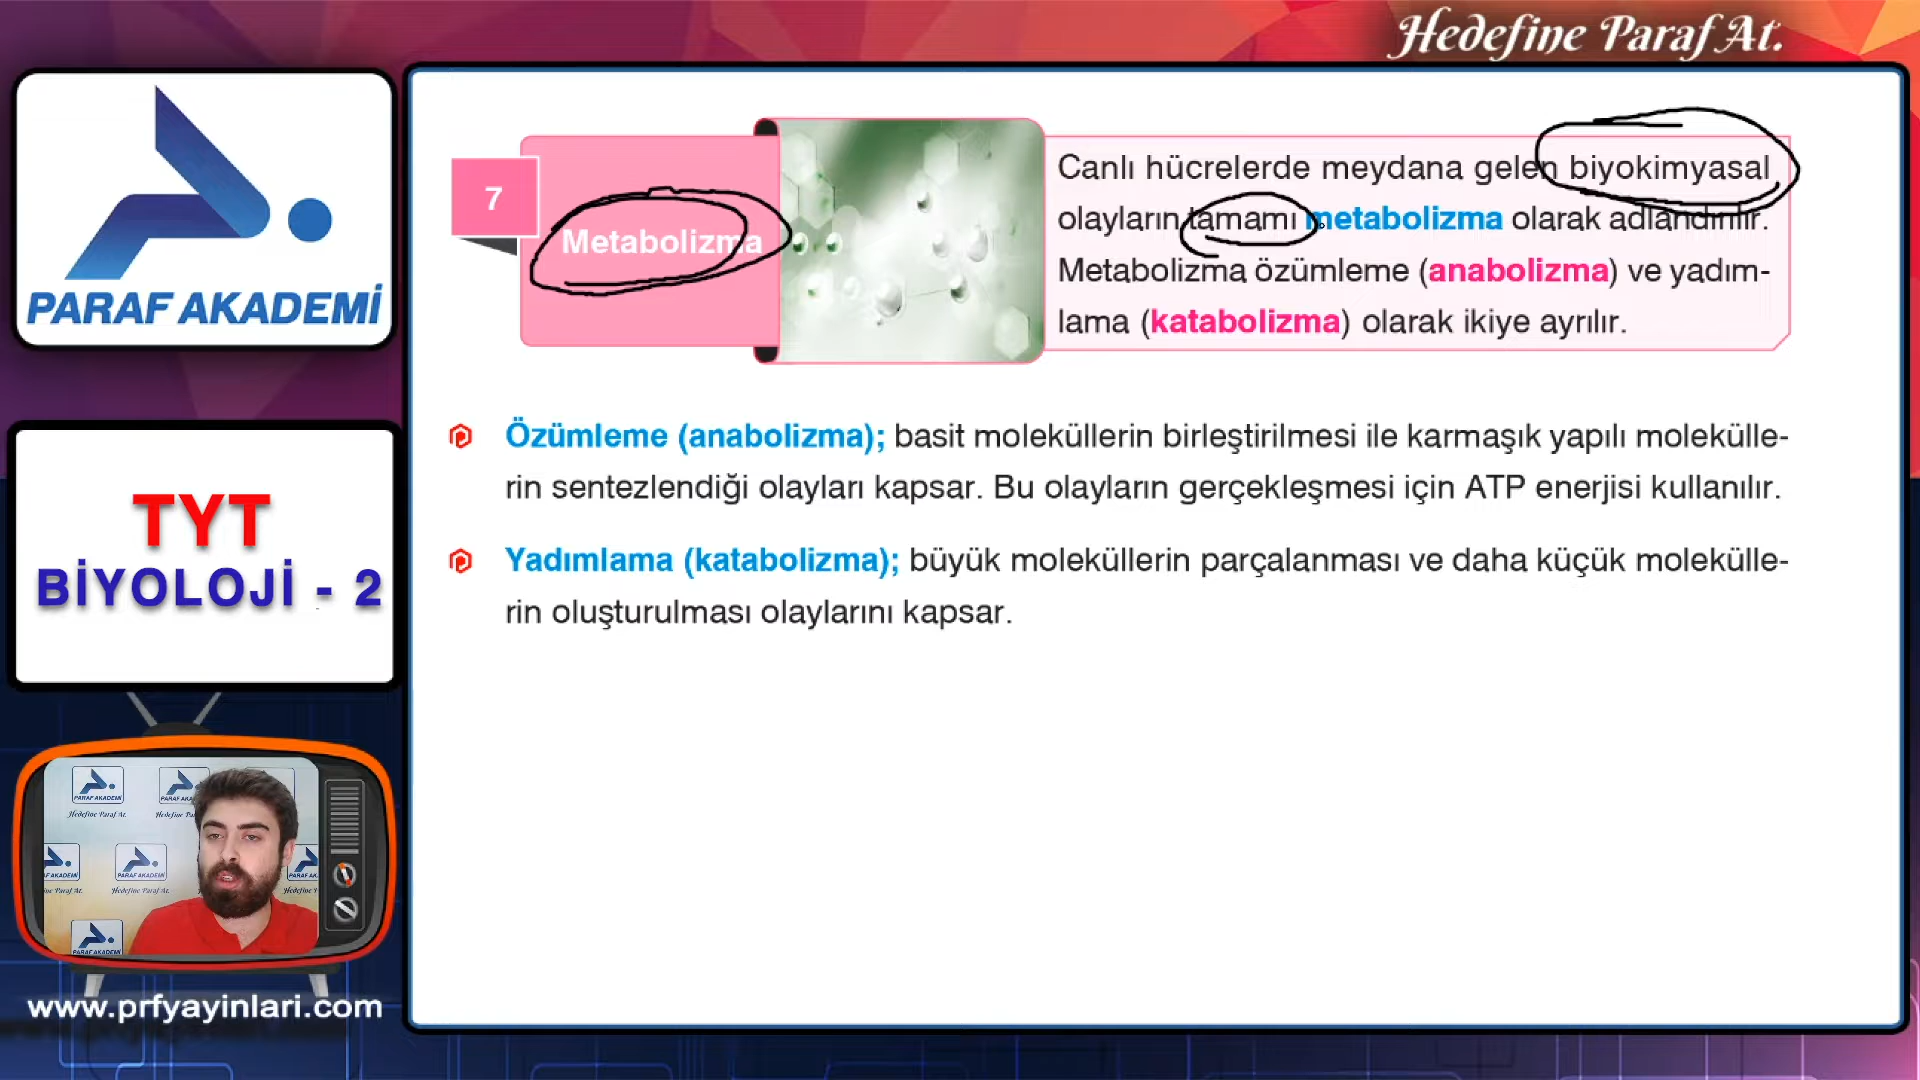 Hedefine Paraf At.
PARAF AKADEMİ
TYT
BİYOLOJİ - 2
www.prfyayinlari.com
7
Metabolizma
Canlı hücrelerde meydana gelen biyokimyasal
olayların tamamı metabolizma olarak adlandırılır.
Metabolizma özümleme (anabolizma) ve yadım-
lama (katabolizma) olarak ikiye ayrılır.
Özümleme (anabolizma); basit moleküllerin birleştirilmesi ile karmaşık yapılı molekülle-
rin sentezlendiği olayları kapsar. Bu olayların gerçekleşmesi için ATP enerjisi kullanılır.
Yadımlama (katabolizma); büyük moleküllerin parçalanması ve daha küçük molekülle-
rin oluşturulması olaylarını kapsar.